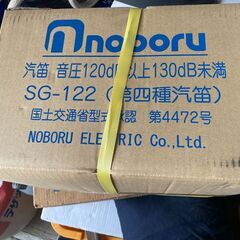 noboru
汽笛 音圧120dB以上130dB未満
SG-122 (第四種汽笛)
国土交通省型式承認 第4472号
NOBORU ELECTRIC Co.,Ltd.